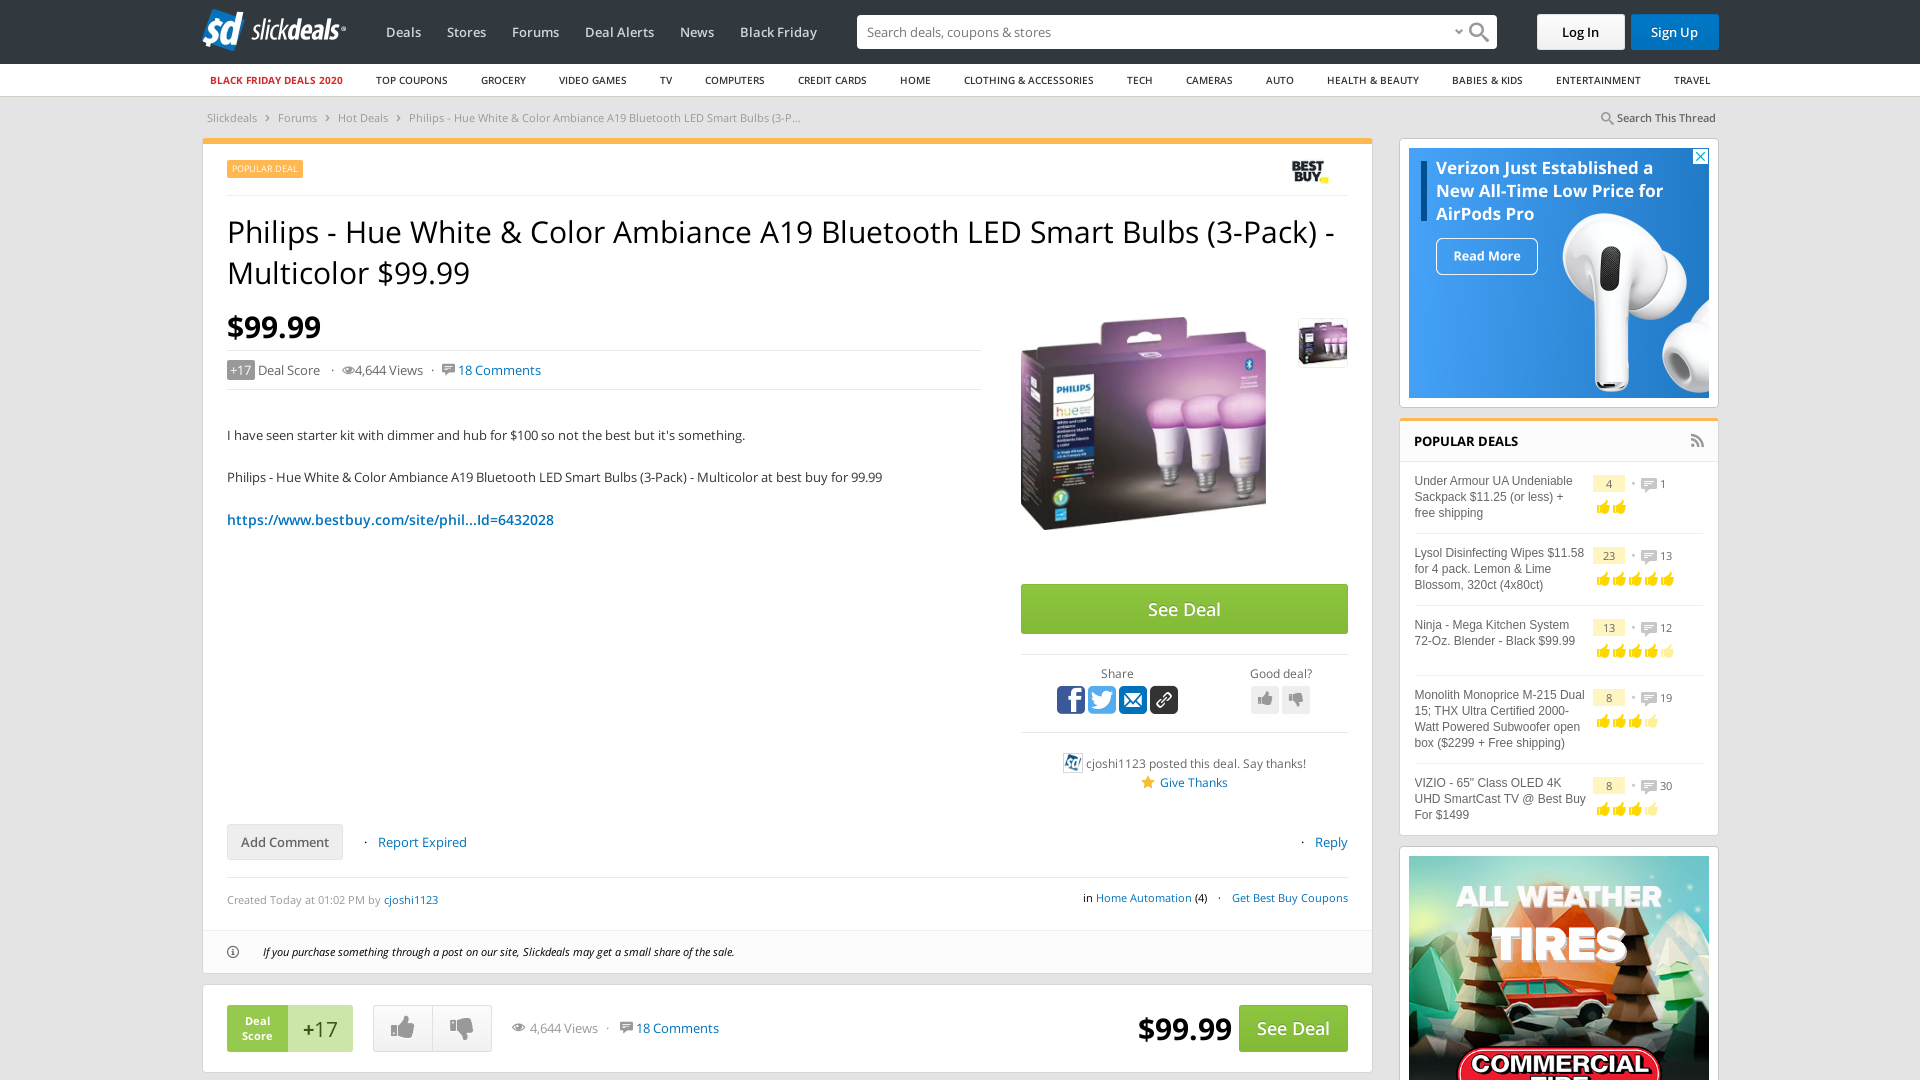 slickdeals
Deals
Stores
Forums
Deal Alerts
News
Black Friday
Search deals, coupons & stores
Log In
Sign Up
BLACK FRIDAY DEALS 2020
TOP COUPONS
GROCERY
VIDEO GAMES
TV
COMPUTERS
CREDIT CARDS
HOME
CLOTHING & ACCESSORIES
TECH
CAMERAS
AUTO
HEALTH & BEAUTY
BABIES & KIDS
ENTERTAINMENT
TRAVEL
Slickdeals › Forums › Hot Deals › Philips - Hue White & Color Ambiance A19 Bluetooth LED Smart Bulbs (3-P...
Search This Thread
POPULAR DEAL
BEST
BUY
Philips - Hue White & Color Ambiance A19 Bluetooth LED Smart Bulbs (3-Pack) -
Multicolor $99.99
$99.99
+17 Deal Score · 4,644 Views · 18 Comments
I have seen starter kit with dimmer and hub for $100 so not the best but it's something.
Philips - Hue White & Color Ambiance A19 Bluetooth LED Smart Bulbs (3-Pack) - Multicolor at best buy for 99.99
https://www.bestbuy.com/site/phil...Id=6432028
PHILIPS
hue
See Deal
Share
Good deal?
cjoshi1123 posted this deal. Say thanks!
Give Thanks
Add Comment
· Report Expired
· Reply
Created Today at 01:02 PM by cjoshi1123
in Home Automation (4) · Get Best Buy Coupons
If you purchase something through a post on our site, Slickdeals may get a small share of the sale.
Deal
Score
+17
4,644 Views · 18 Comments
$99.99
See Deal
Verizon Just Established a
New All-Time Low Price for
AirPods Pro
Read More
POPULAR DEALS
Under Armour UA Undeniable
Sackpack $11.25 (or less) +
free shipping
4 • 1
Lysol Disinfecting Wipes $11.58
for 4 pack. Lemon & Lime
Blossom, 320ct (4x80ct)
23 • 13
Ninja - Mega Kitchen System
72-Oz. Blender - Black $99.99
13 • 12
Monolith Monoprice M-215 Dual
15; THX Ultra Certified 2000-
Watt Powered Subwoofer open
box ($2299 + Free shipping)
8 • 19
VIZIO - 65" Class OLED 4K
UHD SmartCast TV @ Best Buy
For $1499
8 • 30
ALL WEATHER
TIRES
COMMERCIAL
TIRE